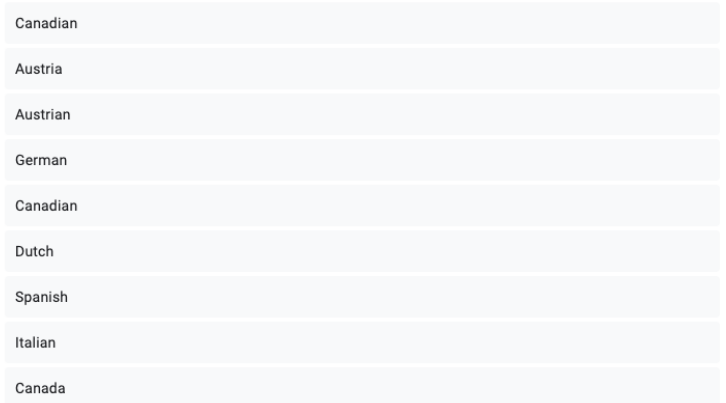 Canadian
Austria
Austrian
German
Canadian
Dutch
Spanish
Italian
Canada